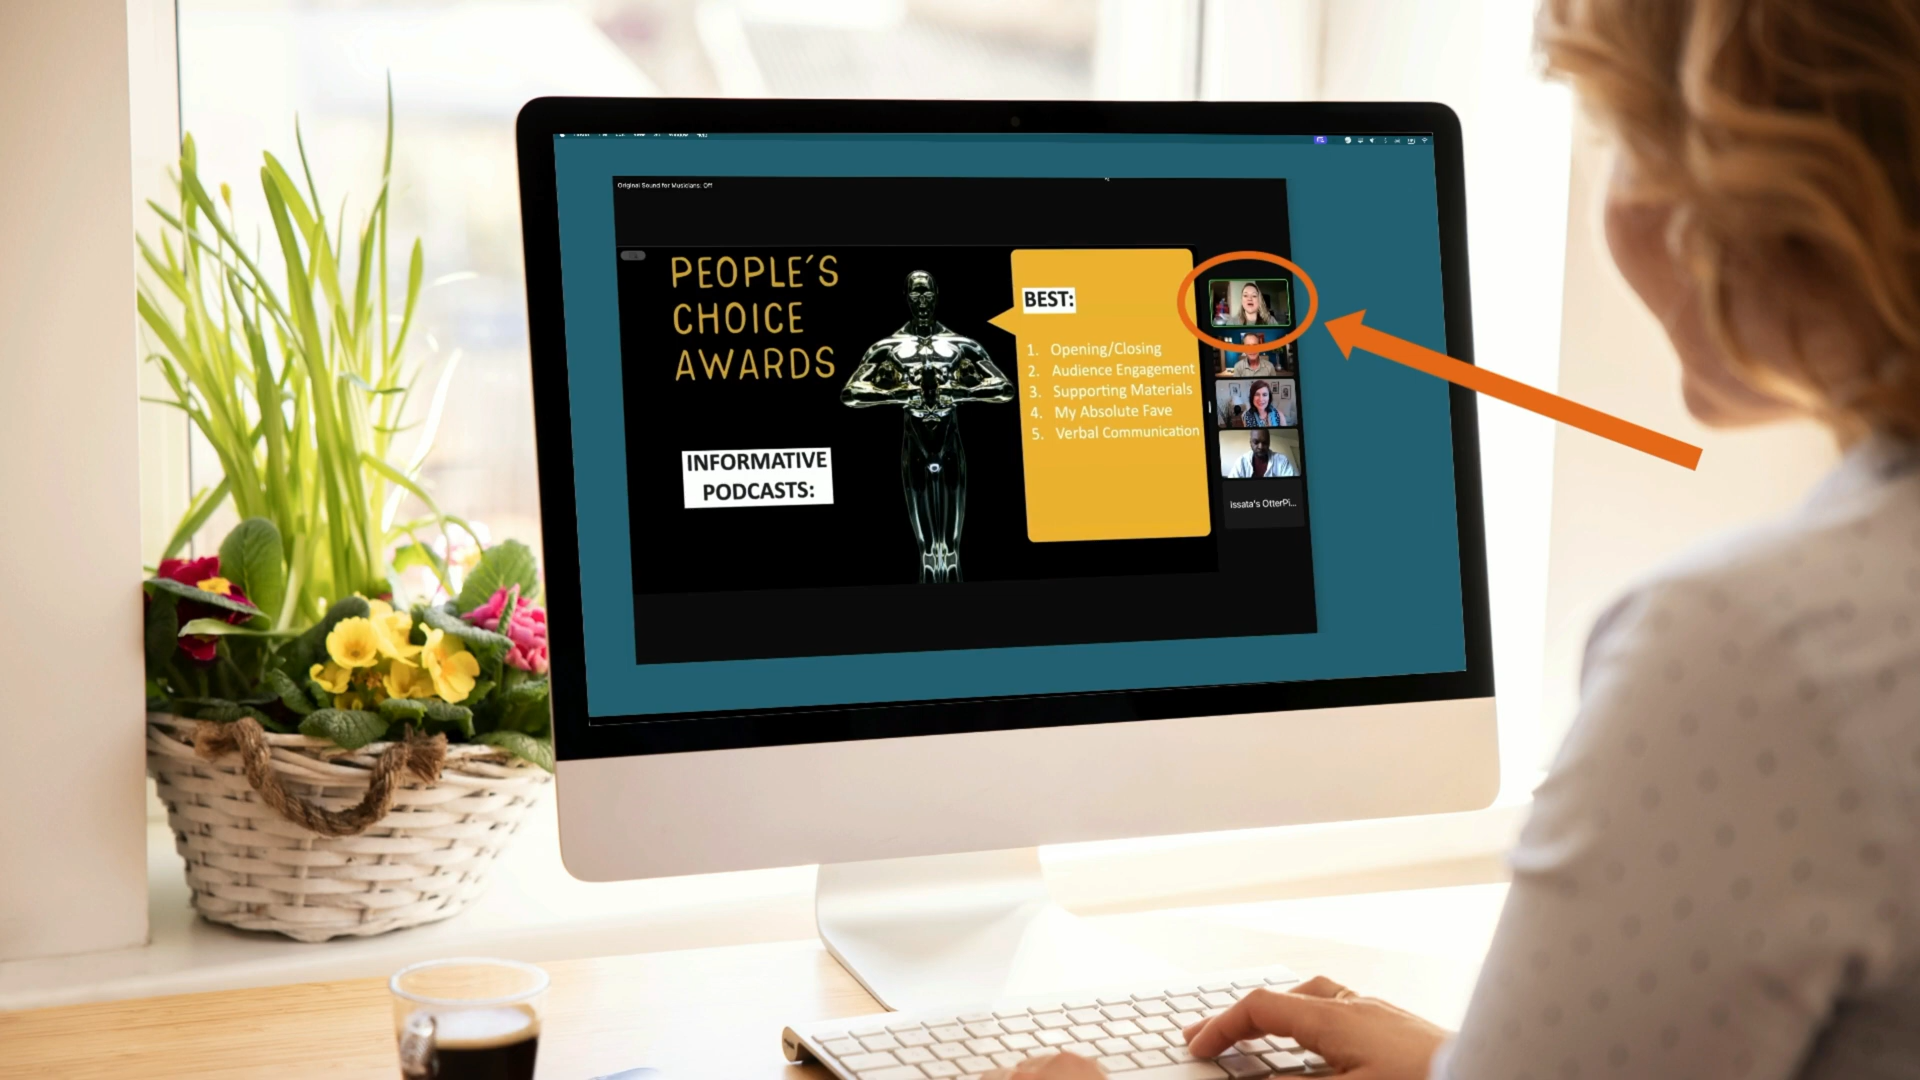 Original Sound for Musicians: Off
PEOPLE´S
CHOICE
AWARDS
INFORMATIVE
PODCASTS:
BEST:
1. Opening/Closing
2. Audience Engagement
3. Supporting Materials
4. My Absolute Fave
5. Verbal Communication
issata's OtterPi...